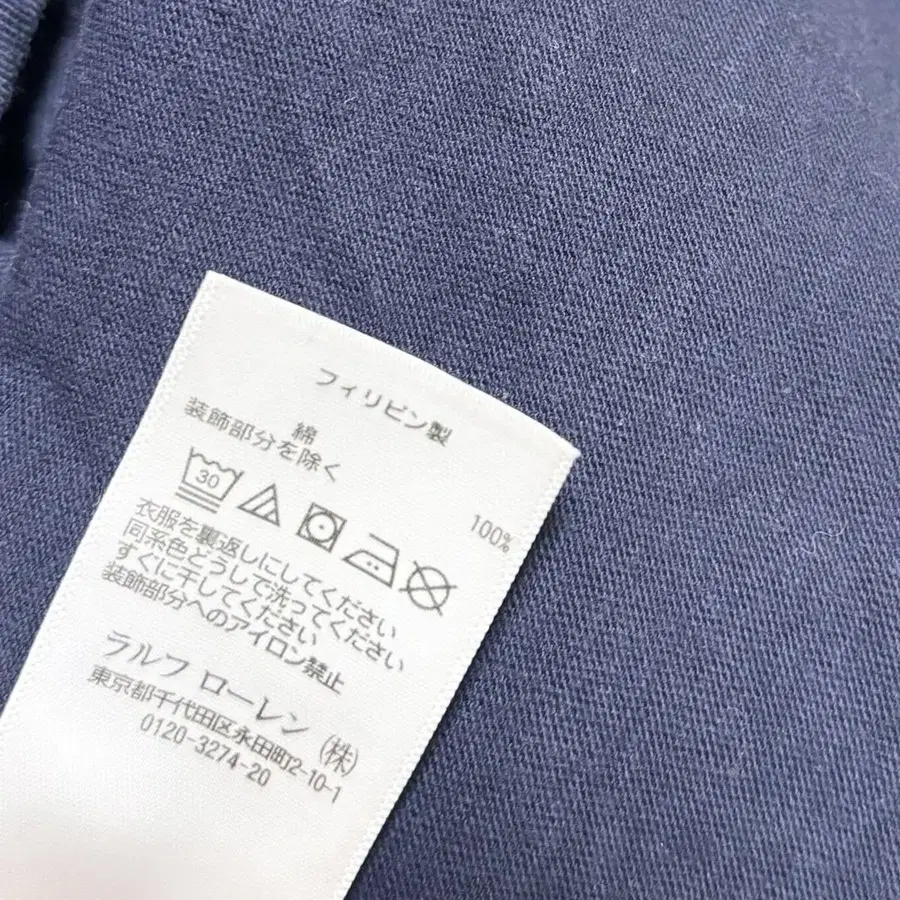 フィリピン製
綿 100%
装飾部分を除く
30
衣服を裏返しにしてください
同系色どうしで洗ってください
すぐに干してください
装飾部分へのアイロン禁止
ラルフ ローレン (株)
東京都千代田区永田町2-10-1
0120-3274-20